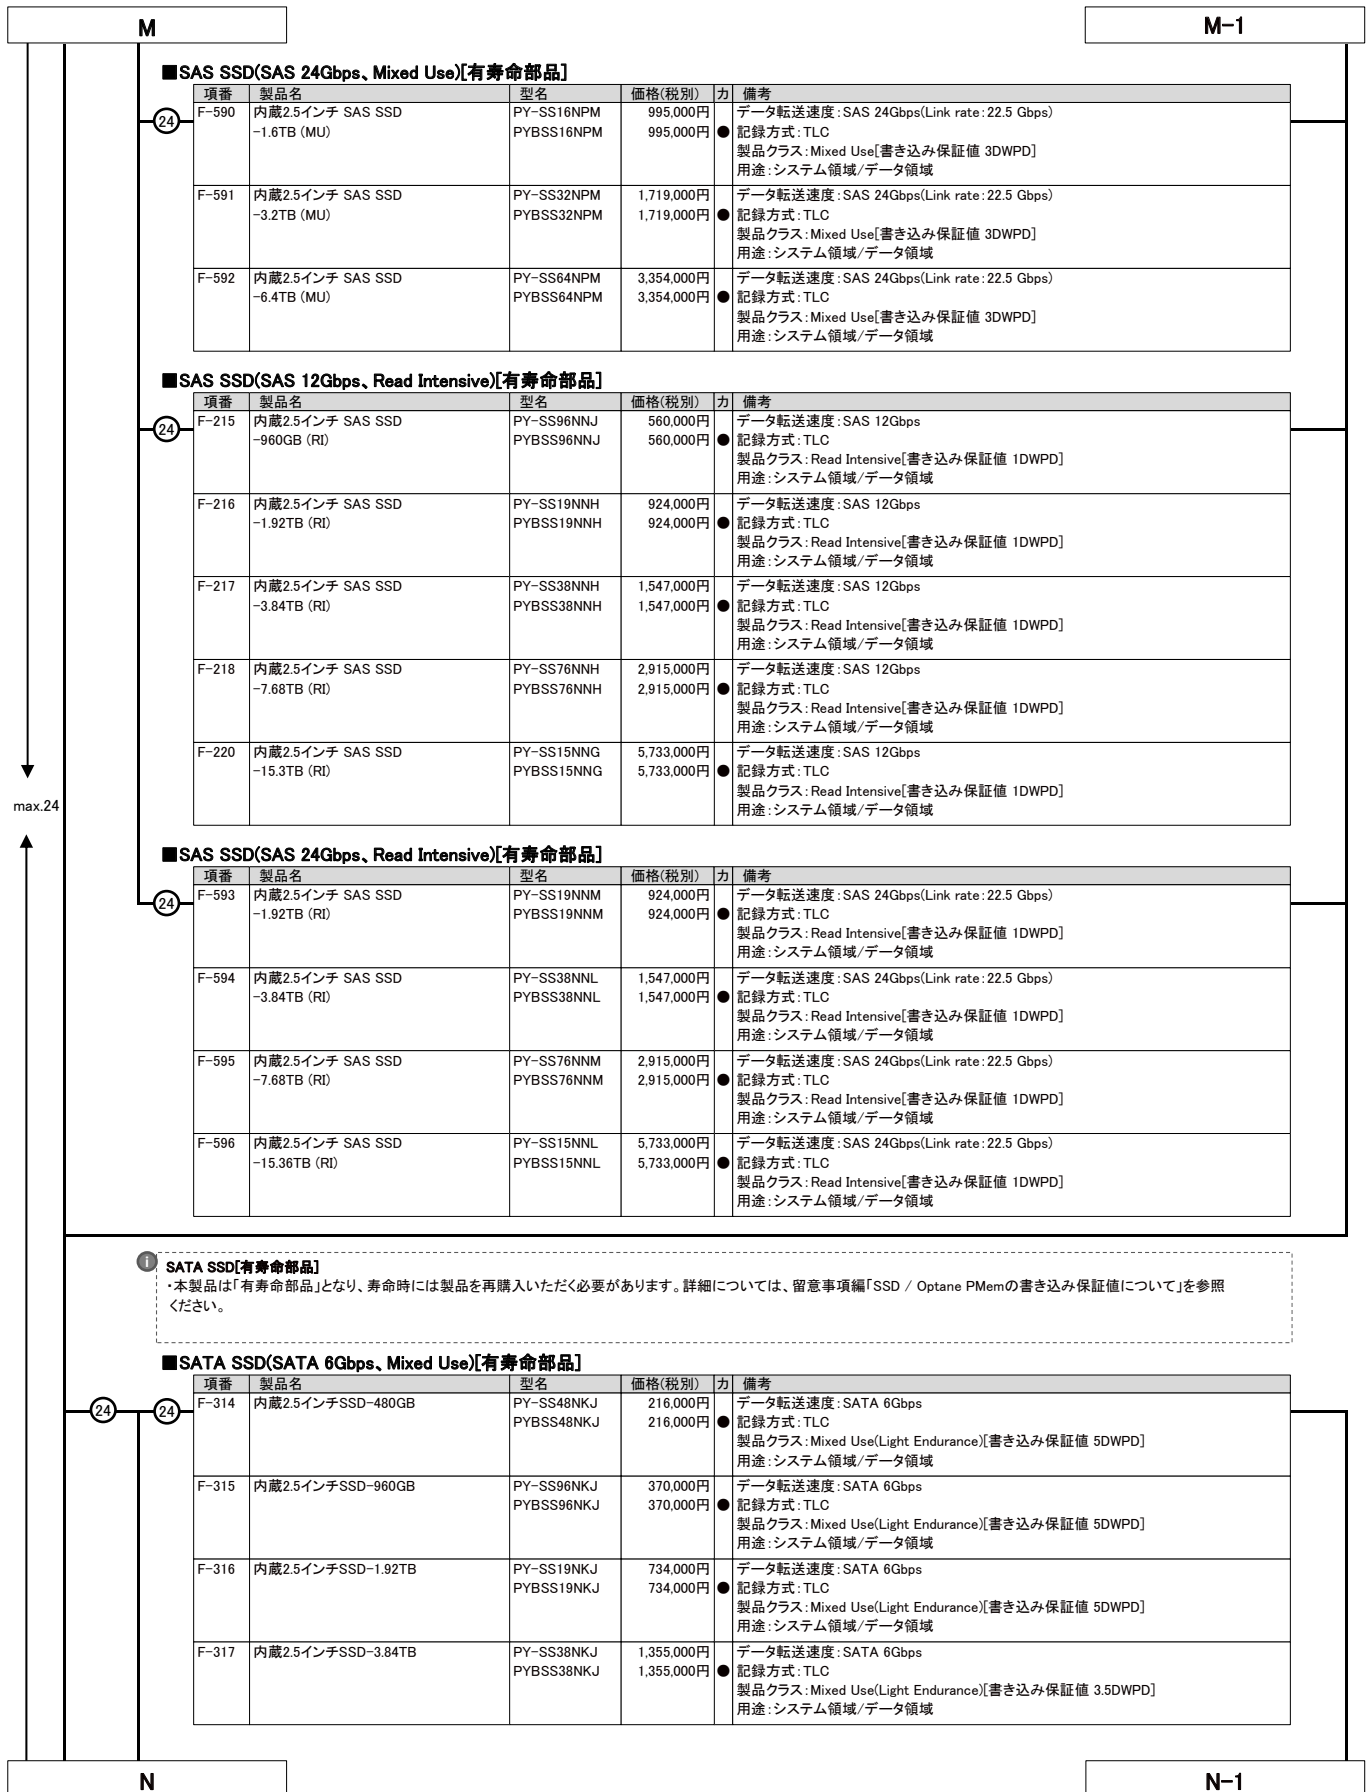 M
M-1
■SAS SSD(SAS 24Gbps、Mixed Use)[有寿命部品]
項番 製品名 型名 価格(税別) カ 備考
24
F-590 内蔵2.5インチ SAS SSD PY-SS16NPM 995,000円 データ転送速度:SAS 24Gbps(Link rate:22.5 Gbps)
-1.6TB (MU) PYBSS16NPM 995,000円 ● 記録方式:TLC
製品クラス:Mixed Use[書き込み保証値 3DWPD]
用途:システム領域/データ領域
F-591 内蔵2.5インチ SAS SSD PY-SS32NPM 1,719,000円 データ転送速度:SAS 24Gbps(Link rate:22.5 Gbps)
-3.2TB (MU) PYBSS32NPM 1,719,000円 ● 記録方式:TLC
製品クラス:Mixed Use[書き込み保証値 3DWPD]
用途:システム領域/データ領域
F-592 内蔵2.5インチ SAS SSD PY-SS64NPM 3,354,000円 データ転送速度:SAS 24Gbps(Link rate:22.5 Gbps)
-6.4TB (MU) PYBSS64NPM 3,354,000円 ● 記録方式:TLC
製品クラス:Mixed Use[書き込み保証値 3DWPD]
用途:システム領域/データ領域
■SAS SSD(SAS 12Gbps、Read Intensive)[有寿命部品]
項番 製品名 型名 価格(税別) カ 備考
24
F-215 内蔵2.5インチ SAS SSD PY-SS96NNJ 560,000円 データ転送速度:SAS 12Gbps
-960GB (RI) PYBSS96NNJ 560,000円 ● 記録方式:TLC
製品クラス:Read Intensive[書き込み保証値 1DWPD]
用途:システム領域/データ領域
F-216 内蔵2.5インチ SAS SSD PY-SS19NNH 924,000円 データ転送速度:SAS 12Gbps
-1.92TB (RI) PYBSS19NNH 924,000円 ● 記録方式:TLC
製品クラス:Read Intensive[書き込み保証値 1DWPD]
用途:システム領域/データ領域
F-217 内蔵2.5インチ SAS SSD PY-SS38NNH 1,547,000円 データ転送速度:SAS 12Gbps
-3.84TB (RI) PYBSS38NNH 1,547,000円 ● 記録方式:TLC
製品クラス:Read Intensive[書き込み保証値 1DWPD]
用途:システム領域/データ領域
F-218 内蔵2.5インチ SAS SSD PY-SS76NNH 2,915,000円 データ転送速度:SAS 12Gbps
-7.68TB (RI) PYBSS76NNH 2,915,000円 ● 記録方式:TLC
製品クラス:Read Intensive[書き込み保証値 1DWPD]
用途:システム領域/データ領域
F-220 内蔵2.5インチ SAS SSD PY-SS15NNG 5,733,000円 データ転送速度:SAS 12Gbps
-15.3TB (RI) PYBSS15NNG 5,733,000円 ● 記録方式:TLC
製品クラス:Read Intensive[書き込み保証値 1DWPD]
用途:システム領域/データ領域
max.24
■SAS SSD(SAS 24Gbps、Read Intensive)[有寿命部品]
項番 製品名 型名 価格(税別) カ 備考
24
F-593 内蔵2.5インチ SAS SSD PY-SS19NNM 924,000円 データ転送速度:SAS 24Gbps(Link rate:22.5 Gbps)
-1.92TB (RI) PYBSS19NNM 924,000円 ● 記録方式:TLC
製品クラス:Read Intensive[書き込み保証値 1DWPD]
用途:システム領域/データ領域
F-594 内蔵2.5インチ SAS SSD PY-SS38NNL 1,547,000円 データ転送速度:SAS 24Gbps(Link rate:22.5 Gbps)
-3.84TB (RI) PYBSS38NNL 1,547,000円 ● 記録方式:TLC
製品クラス:Read Intensive[書き込み保証値 1DWPD]
用途:システム領域/データ領域
F-595 内蔵2.5インチ SAS SSD PY-SS76NNM 2,915,000円 データ転送速度:SAS 24Gbps(Link rate:22.5 Gbps)
-7.68TB (RI) PYBSS76NNM 2,915,000円 ● 記録方式:TLC
製品クラス:Read Intensive[書き込み保証値 1DWPD]
用途:システム領域/データ領域
F-596 内蔵2.5インチ SAS SSD PY-SS15NNL 5,733,000円 データ転送速度:SAS 24Gbps(Link rate:22.5 Gbps)
-15.36TB (RI) PYBSS15NNL 5,733,000円 ● 記録方式:TLC
製品クラス:Read Intensive[書き込み保証値 1DWPD]
用途:システム領域/データ領域
i SATA SSD[有寿命部品]
・本製品は「有寿命部品」となり、寿命時には製品を再購入いただく必要があります。詳細については、留意事項編「SSD / Optane PMemの書き込み保証値について」を参照
ください。
■SATA SSD(SATA 6Gbps、Mixed Use)[有寿命部品]
項番 製品名 型名 価格(税別) カ 備考
24 24
F-314 内蔵2.5インチSSD-480GB PY-SS48NKJ 216,000円 データ転送速度:SATA 6Gbps
PYBSS48NKJ 216,000円 ● 記録方式:TLC
製品クラス:Mixed Use(Light Endurance)[書き込み保証値 5DWPD]
用途:システム領域/データ領域
F-315 内蔵2.5インチSSD-960GB PY-SS96NKJ 370,000円 データ転送速度:SATA 6Gbps
PYBSS96NKJ 370,000円 ● 記録方式:TLC
製品クラス:Mixed Use(Light Endurance)[書き込み保証値 5DWPD]
用途:システム領域/データ領域
F-316 内蔵2.5インチSSD-1.92TB PY-SS19NKJ 734,000円 データ転送速度:SATA 6Gbps
PYBSS19NKJ 734,000円 ● 記録方式:TLC
製品クラス:Mixed Use(Light Endurance)[書き込み保証値 5DWPD]
用途:システム領域/データ領域
F-317 内蔵2.5インチSSD-3.84TB PY-SS38NKJ 1,355,000円 データ転送速度:SATA 6Gbps
PYBSS38NKJ 1,355,000円 ● 記録方式:TLC
製品クラス:Mixed Use(Light Endurance)[書き込み保証値 3.5DWPD]
用途:システム領域/データ領域
N
N-1